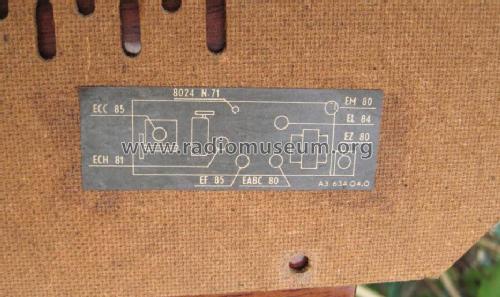 8024 N 71
ECC 85
EM 80
EL 84
EZ 80
www.radiomuseum.org
ECH 81
EF 85
EABC 80
A3 634 04.0